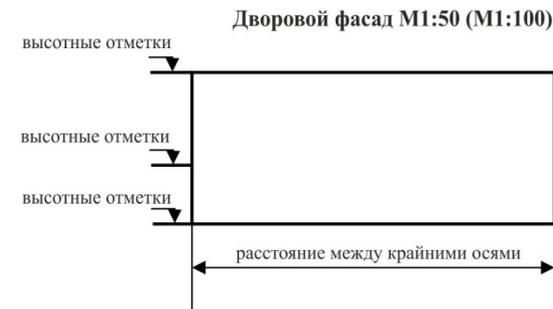 Дворовой фасад М1:50 (М1:100)
высотные отметки
высотные отметки
высотные отметки
расстояние между крайними осями